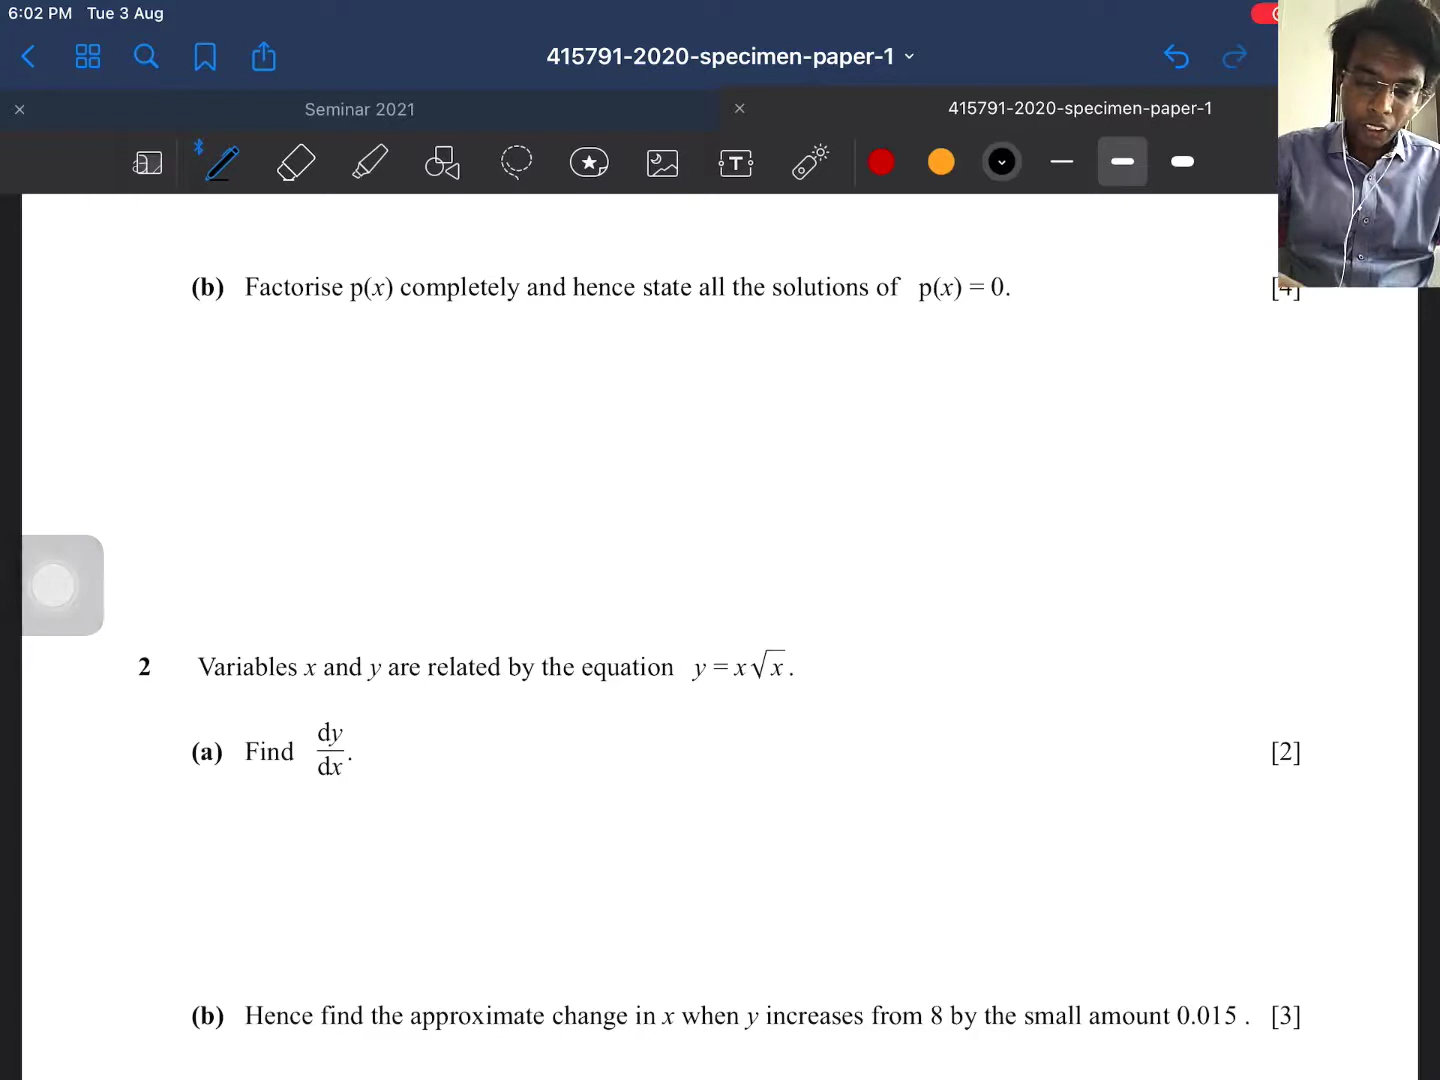 6:02 PM Tue 3 Aug
415791-2020-specimen-paper-1
Seminar 2021
415791-2020-specimen-paper-1
(b) Factorise p(x) completely and hence state all the solutions of p(x) = 0. [4]
2 Variables x and y are related by the equation y = x√x.
(a) Find dy/dx. [2]
(b) Hence find the approximate change in x when y increases from 8 by the small amount 0.015 . [3]